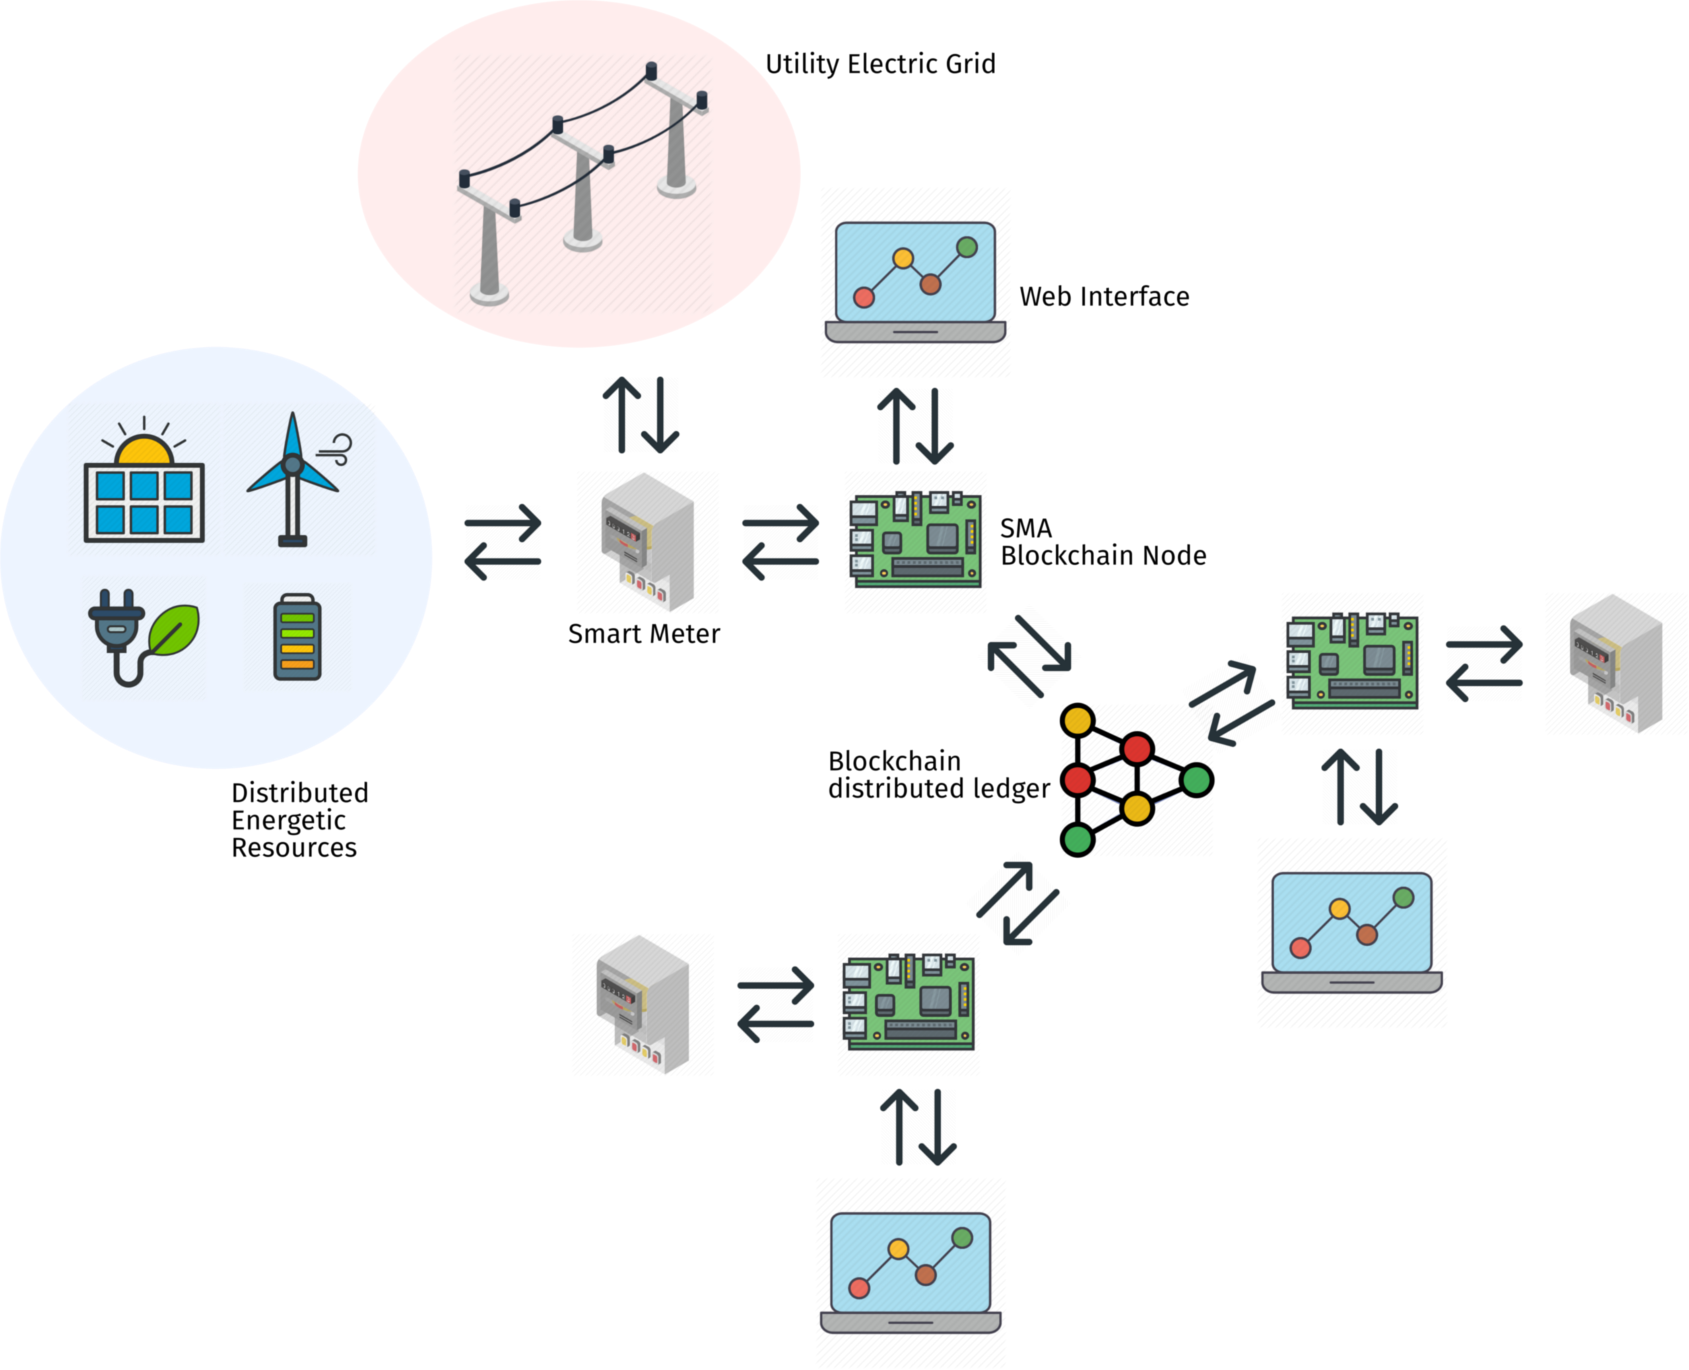 Utility Electric Grid
Web Interface
SMA
Blockchain Node
Smart Meter
Blockchain
distributed ledger
Distributed
Energetic
Resources